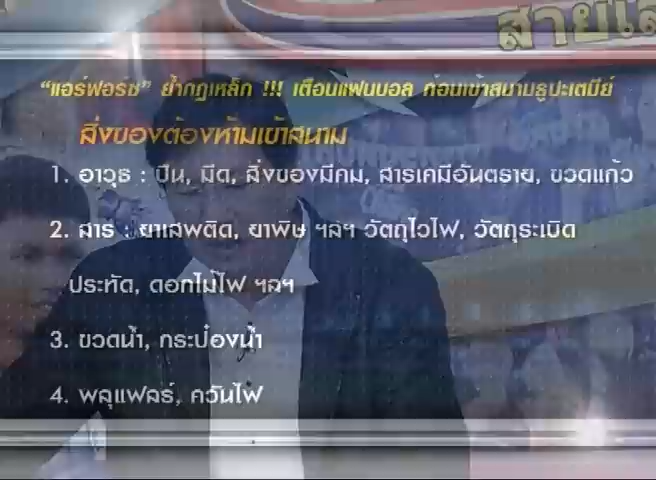 สายเส
“แอร์ฟอร์ซ” ย้ำกฎเหล็ก !!! เตือนแฟนบอล ก่อนเข้าสนามธูปะเตมีย์
สิ่งของต้องห้ามเข้าสนาม
1. อาวุธ : ปืน, มีด, สิ่งของมีคม, สารเคมีอันตราย, ขวดแก้ว
2. สาร : ยาเสพติด, ยาพิษ ฯลฯ วัตถุไวไฟ, วัตถุระเบิด
ประทัด, ดอกไม้ไฟ ฯลฯ
3. ขวดน้ำ, กระป๋องน้ำ
4. พลุแฟลร์, ควันไฟ